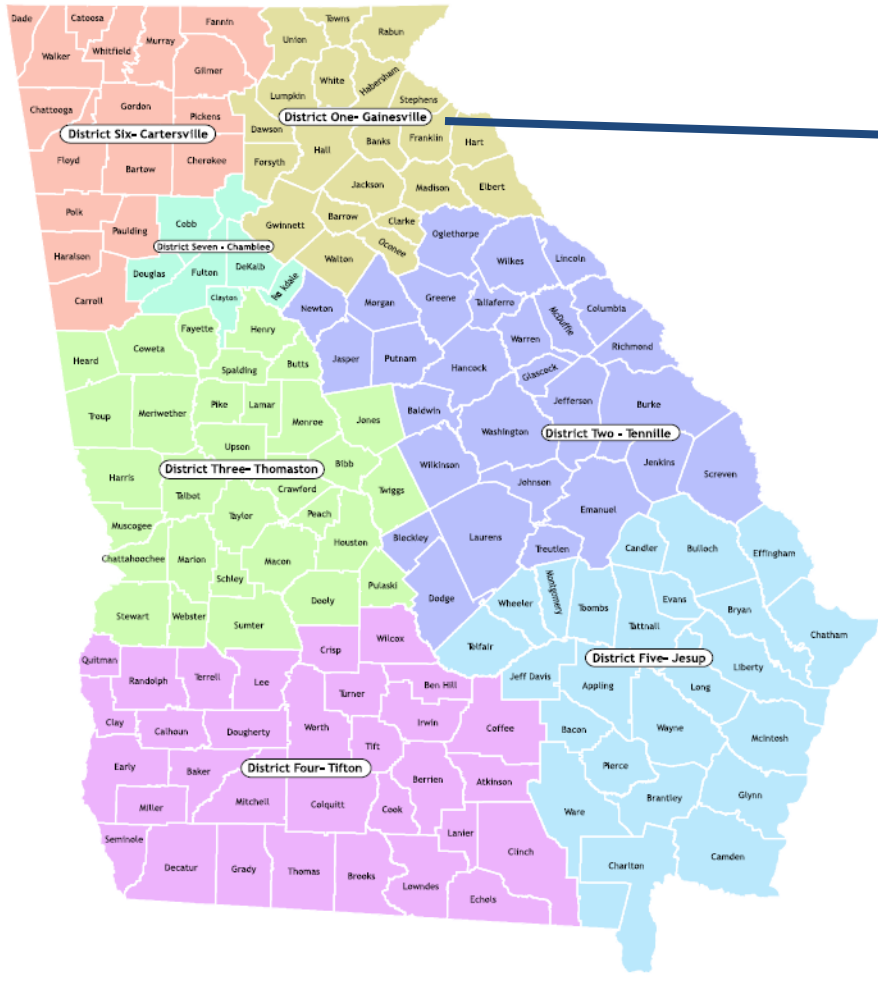 Dade
Catoosa
Fannin
Towns
Union
Rabun
Walker
Whitfield
Murray
Gilmer
White
Habersham
Lumpkin
Stephens
Chattooga
Gordon
Pickens
District One- Gainesville
District Six- Cartersville
Dawson
Hall
Banks
Franklin
Hart
Floyd
Bartow
Cherokee
Forsyth
Jackson
Madison
Elbert
Polk
Paulding
Cobb
Gwinnett
Barrow
Clarke
Oconee
Oglethorpe
District Seven - Chamblee
Haralson
Douglas
Fulton
DeKalb
Walton
Wilkes
Lincoln
Carroll
Clayton
kdale
Newton
Morgan
Greene
Taliaferro
McDuffie
Columbia
Fayette
Henry
Warren
Richmond
Heard
Coweta
Spalding
Butts
Jasper
Putnam
Hancock
Glascock
Troup
Meriwether
Pike
Lamar
Monroe
Jones
Baldwin
Jefferson
Burke
Upson
Washington
District Two - Tennille
District Three- Thomaston
Harris
Talbot
Crawford
Bibb
Twiggs
Wilkinson
Johnson
Jenkins
Screven
Muscogee
Taylor
Peach
Houston
Bleckley
Laurens
Emanuel
Treutlen
Chattahoochee
Marion
Schley
Macon
Pulaski
Dodge
Candler
Bulloch
Effingham
Stewart
Webster
Sumter
Dooly
Wheeler
Montgomery
Toombs
Evans
Tattnall
Bryan
Chatham
Crisp
Wilcox
Telfair
District Five- Jesup
Quitman
Randolph
Terrell
Lee
Turner
Ben Hill
Jeff Davis
Appling
Long
Liberty
Clay
Calhoun
Dougherty
Worth
Irwin
Coffee
Bacon
Wayne
McIntosh
Early
Baker
Tift
District Four- Tifton
Berrien
Atkinson
Pierce
Miller
Mitchell
Colquitt
Cook
Ware
Brantley
Glynn
Seminole
Lanier
Clinch
Decatur
Grady
Thomas
Brooks
Lowndes
Echols
Charlton
Camden